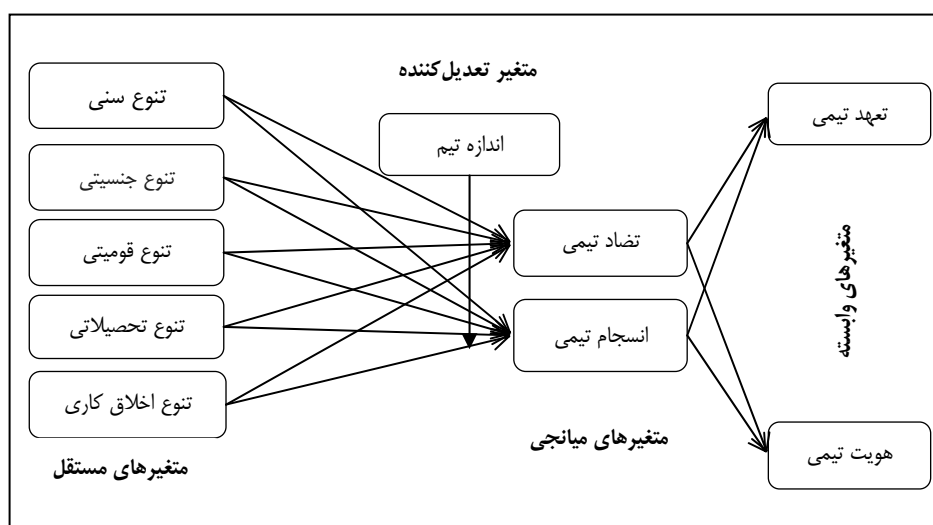 متغیر تعدیل‌کننده
تنوع سنی
تنوع جنسیتی
تنوع قومیتی
تنوع تحصیلاتی
تنوع اخلاق کاری
متغیرهای مستقل
اندازه تیم
تضاد تیمی
انسجام تیمی
متغیرهای میانجی
تعهد تیمی
متغیرهای وابسته
هویت تیمی